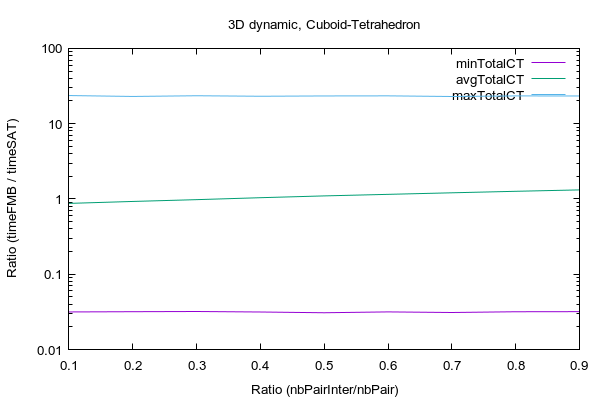 3D dynamic, Cuboid-Tetrahedron
100
10
1
0.1
0.01
Ratio (timeFMB / timeSAT)
minTotalCT
avgTotalCT
maxTotalCT
0.1 0.2 0.3 0.4 0.5 0.6 0.7 0.8 0.9
Ratio (nbPairInter/nbPair)